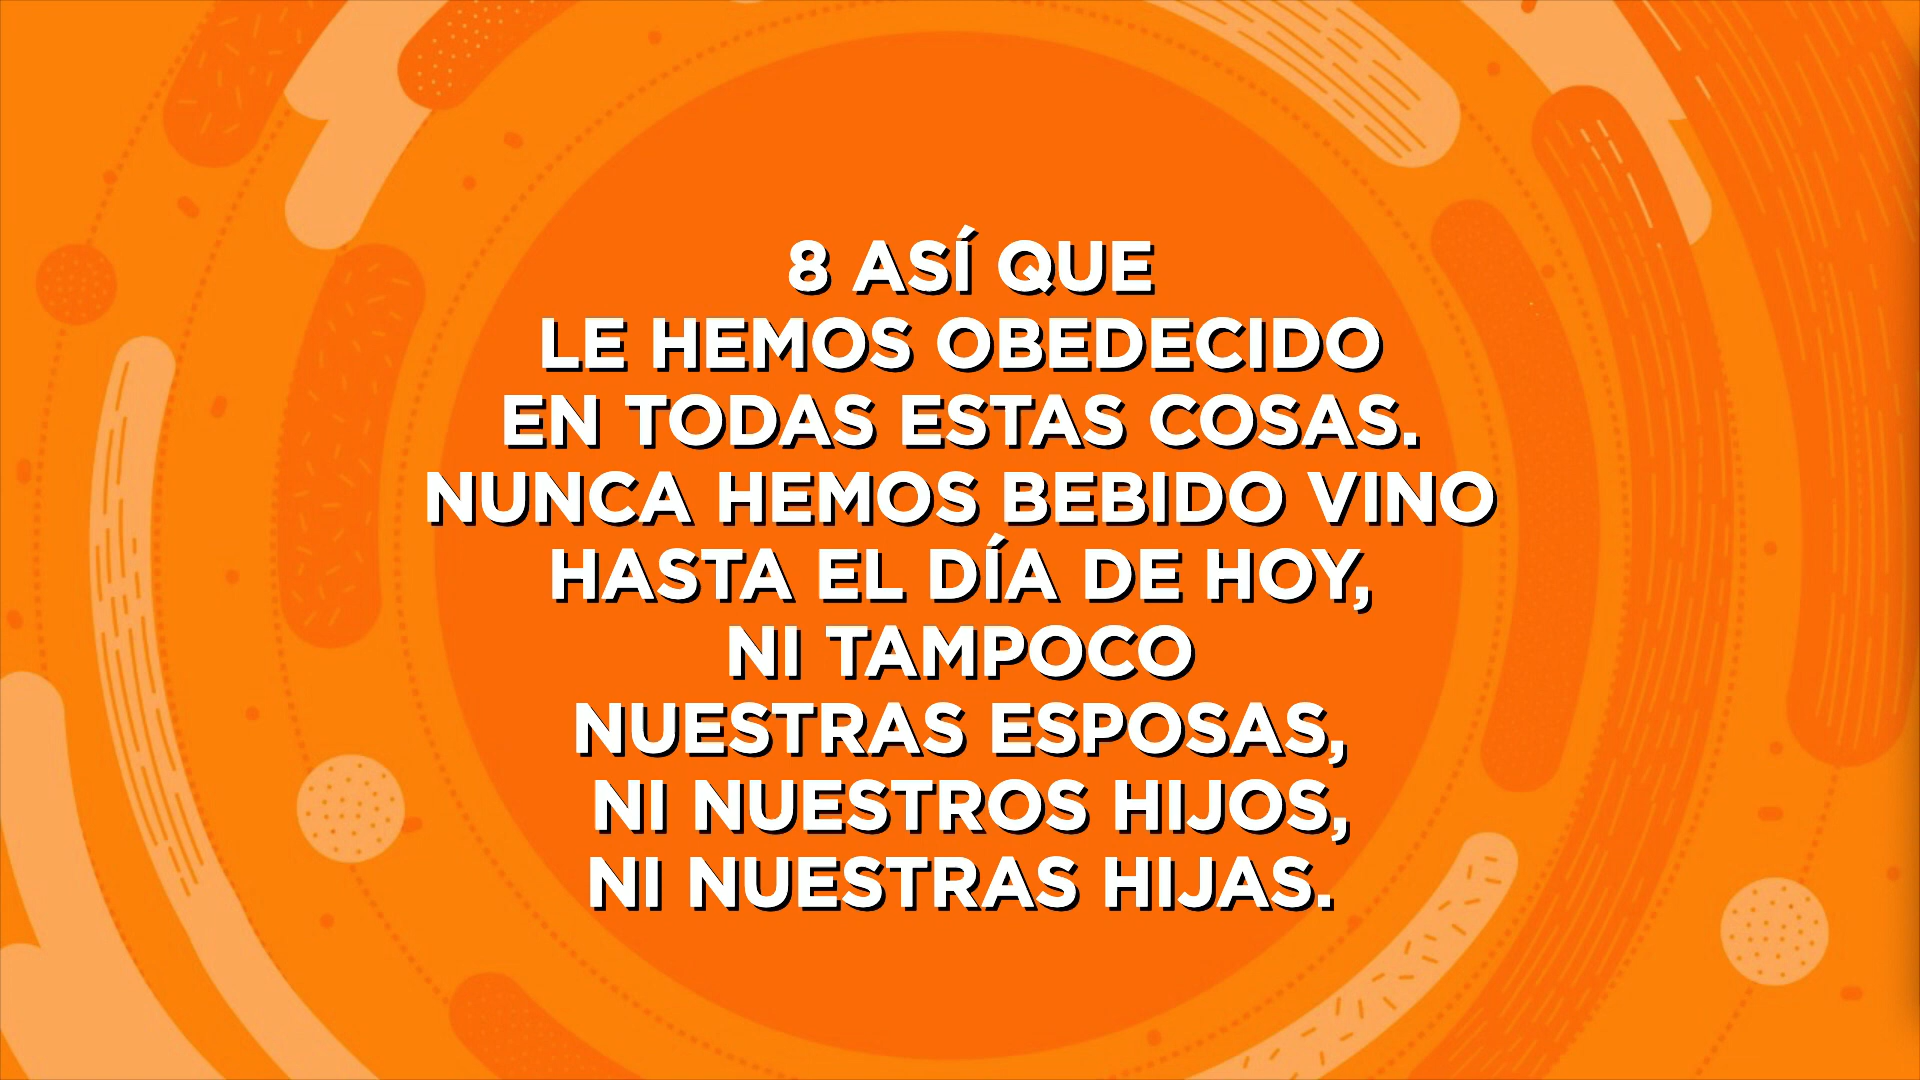 8 ASÍ QUE
LE HEMOS OBEDECIDO
EN TODAS ESTAS COSAS.
NUNCA HEMOS BEBIDO VINO
HASTA EL DÍA DE HOY,
NI TAMPOCO
NUESTRAS ESPOSAS,
NI NUESTROS HIJOS,
NI NUESTRAS HIJAS.